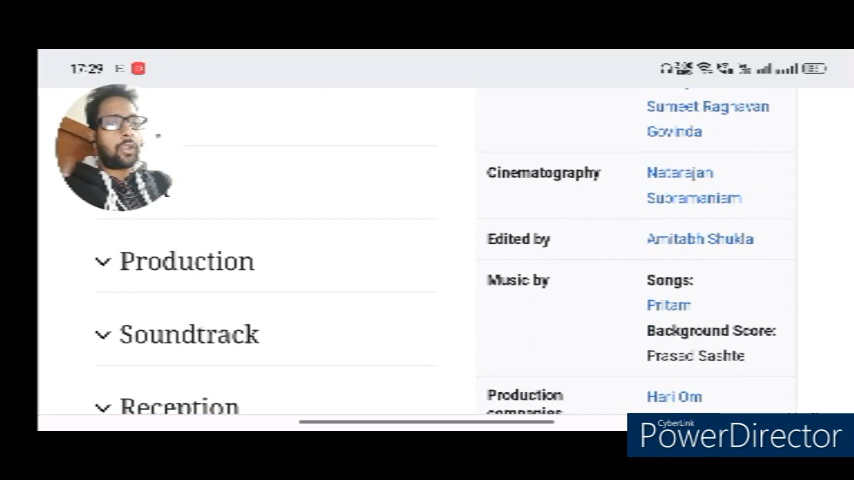 17:29
Sumeet Raghavan
Govinda
Cinematography
Natarajan
Subramaniam
Edited by
Amitabh Shukla
Production
Music by
Songs:
Pritam
Background Score:
Prasad Sashte
Soundtrack
Reception
Production
companies
Hari Om
CyberLink
PowerDirector